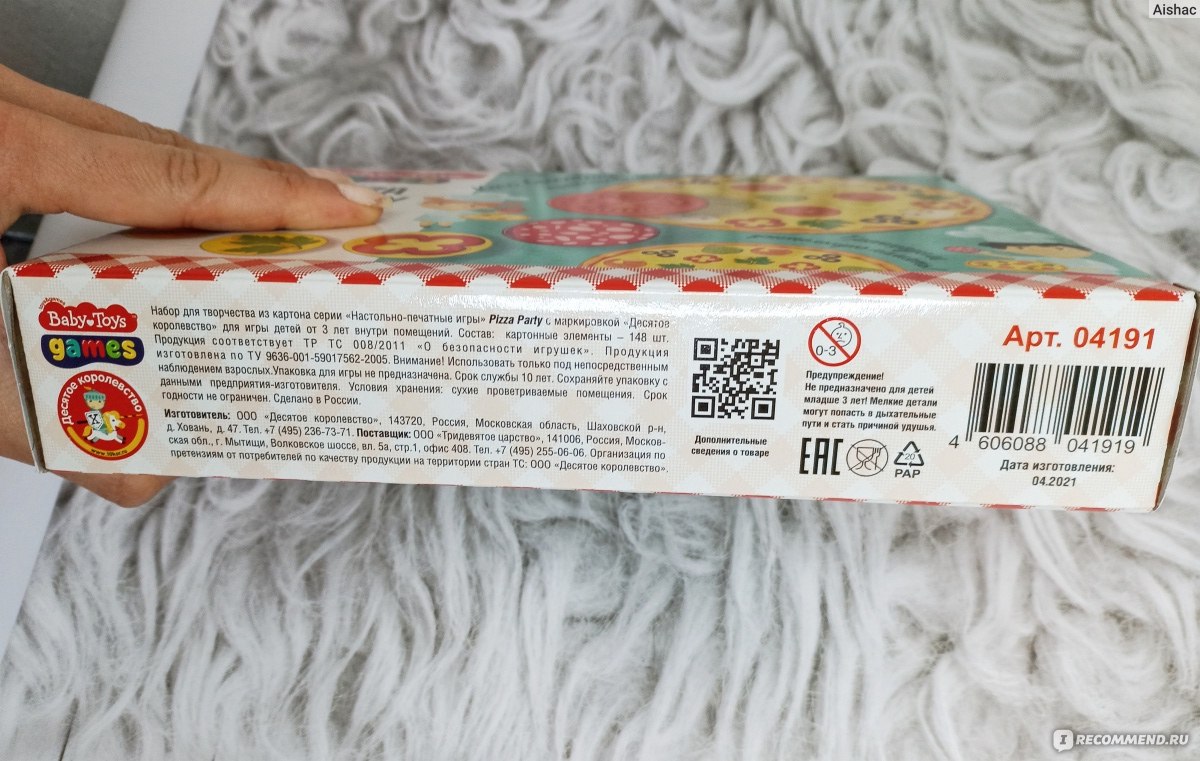 Aishac
Baby Toys
games
Десятое королевство
Набор для творчества из картона серии «Настольно-печатные игры» Pizza Party с маркировкой «Десятое
королевство» для игры детей от 3 лет внутри помещений. Состав: картонные элементы – 148 шт.
Продукция соответствует ТР ТС 008/2011 «О безопасности игрушек». Продукция
изготовлена по ТУ 9636-001-59017562-2005. Внимание! Использовать только под непосредственным
наблюдением взрослых.Упаковка для игры не предназначена. Срок службы 10 лет. Сохраняйте упаковку с
данными предприятия-изготовителя. Условия хранения: сухие проветриваемые помещения. Срок
годности не ограничен. Сделано в России.
Изготовитель: ООО «Десятое королевство», 143720, Россия, Московская область, Шаховской р-н,
д. Ховань, д. 47. Тел. +7 (495) 236-73-71. Поставщик: ООО «Тридевятое царство», 141006, Россия, Москов-
ская обл., г. Мытищи, Волковское шоссе, вл. 5а, стр.1, офис 408. Тел. +7 (495) 255-06-06. Организация по
претензиям от потребителей по качеству продукции на территории стран ТС: ООО «Десятое королевство».
Дополнительные
сведения о товаре
0-3
Предупреждение!
Не предназначено для детей
младше 3 лет! Мелкие детали
могут попасть в дыхательные
пути и стать причиной удушья.
EAC
20
PAP
Арт. 04191
4 606088 041919
Дата изготовления:
04.2021
IRECOMMEND.RU